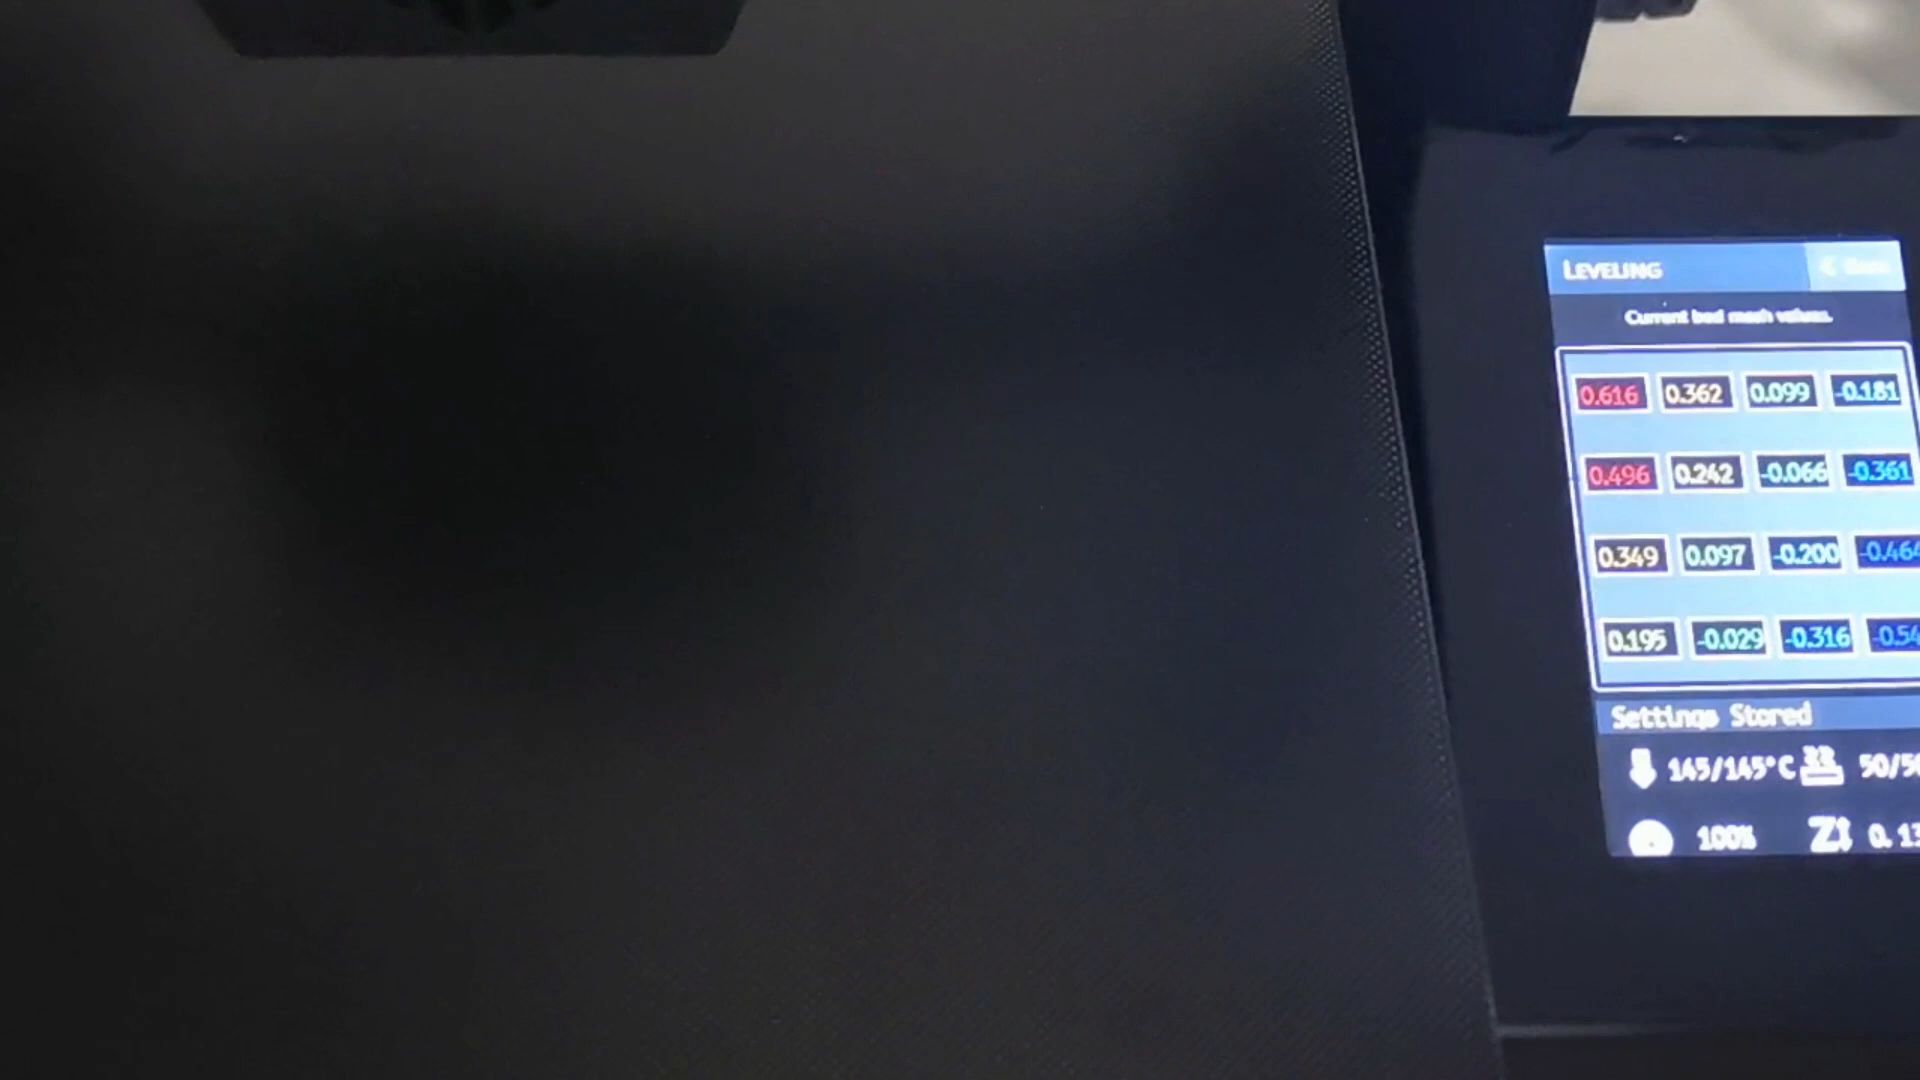 LEVELING
Current bed mesh values.
0.616 0.362 0.099 -0.181
0.496 0.242 -0.066 -0.361
0.349 0.097 -0.200 -0.464
0.195 -0.029 -0.316 -0.54
Settings Stored
145/145°C 50/50
100% Z 0.13